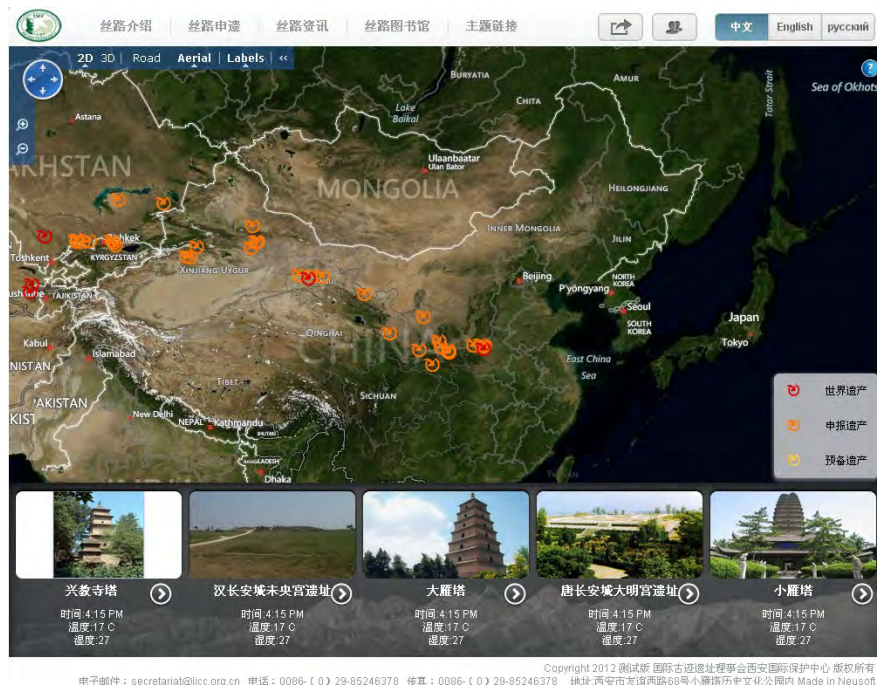 丝路介绍 丝路申遗 丝路资讯 丝路图书馆 主题链接 中文 English русский
2D 3D | Road Aerial | Labels | «
?
BURYATIA
AMUR
Tatar Strait
Sea of Okhots
CHITA
Lake Baikal
Astana
Ulaanbaatar
Ulan Bator
KHSTAN
MONGOLIA
HEILONGJIANG
INNER MONGOLIA
JILIN
Toshkent
KYRGYZSTAN
XINJIANG UYGUR
Beijing
NORTH KOREA
P'yŏngyang
TAJIKISTAN
Seoul
SOUTH KOREA
Japan
Tokyo
QINGHAI
CHINA
Kabul
Islamabad
NISTAN
East China Sea
TIBET
SICHUAN
'AKISTAN
KIST
New Delhi
NEPAL
Kathmandu
BHUTAN
BANGLADESH
Dhaka
世界遗产
申报遗产
预备遗产
兴教寺塔 汉长安城未央宫遗址 大雁塔 唐长安城大明宫遗址 小雁塔
时间:4:15 PM 时间:4:15 PM 时间:4:15 PM 时间:4:15 PM 时间:4:15 PM
温度:17 C 温度:17 C 温度:17 C 温度:17 C 温度:17 C
湿度:27 湿度:27 湿度:27 湿度:27 湿度:27
Copyright 2012 测试版 国际古迹遗址理事会西安国际保护中心 版权所有
电子邮件：secretariat@iicc.org.cn 电话：0086-( 0 ) 29-85246378 传真：0086-( 0 ) 29-85246378 地址:西安市友谊西路68号小雁塔历史文化公园内 Made in Neusoft